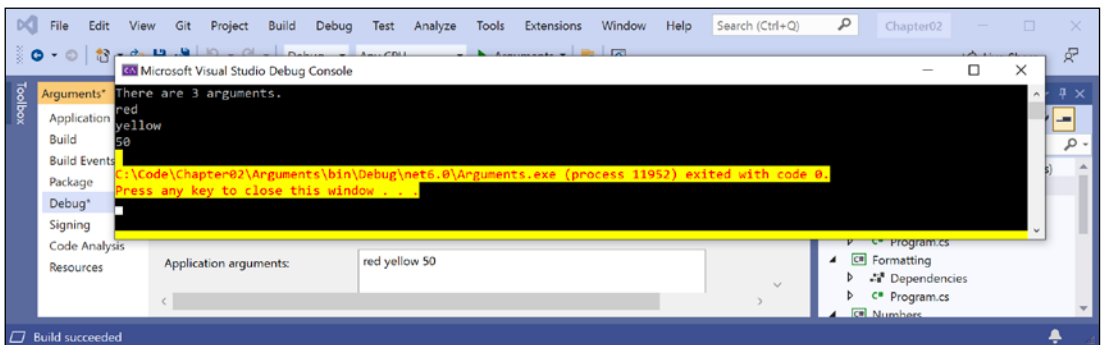 File Edit View Git Project Build Debug Test Analyze Tools Extensions Window Help Search (Ctrl+Q) Chapter02
Microsoft Visual Studio Debug Console
Toolbox
Arguments*
Application
Build
Build Events
Package
Debug*
Signing
Code Analysis
Resources
There are 3 arguments.
red
yellow
50
C:\Code\Chapter02\Arguments\bin\Debug\net6.0\Arguments.exe (process 11952) exited with code 0.
Press any key to close this window . . .
Application arguments: red yellow 50
Program.cs
Formatting
Dependencies
Program.cs
Numbers
Build succeeded